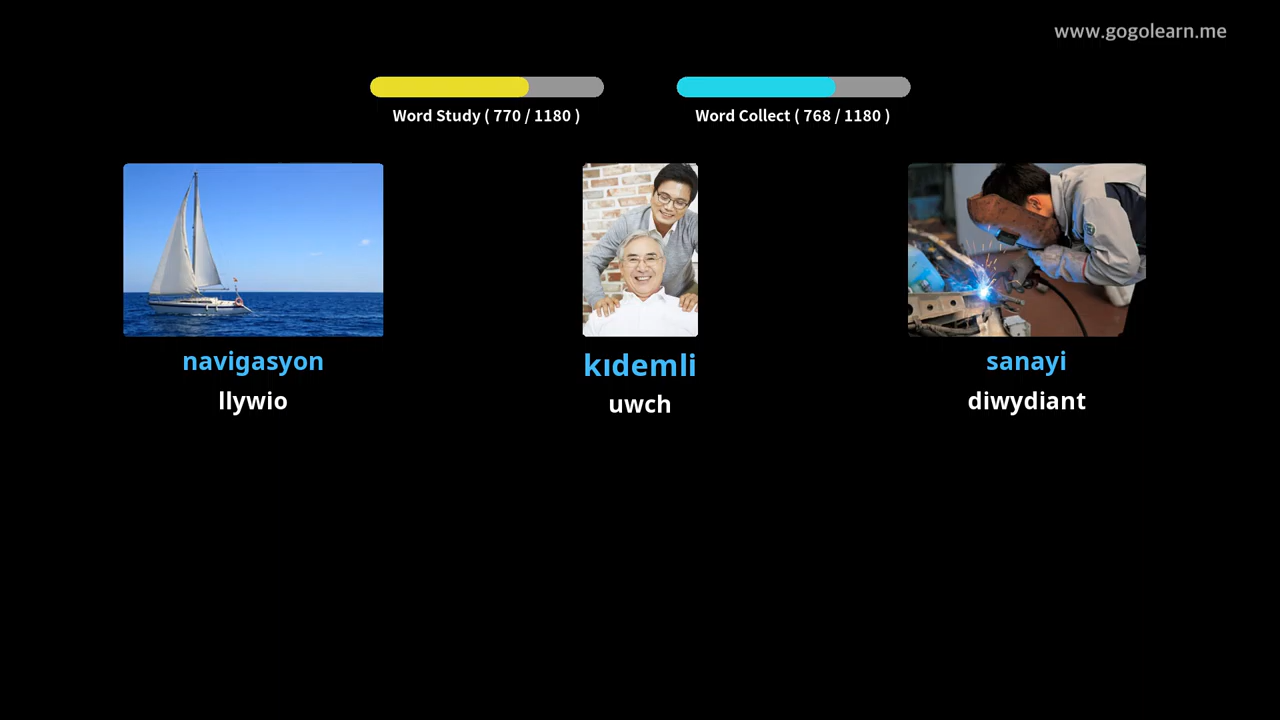 www.gogolearn.me
Word Study ( 770 / 1180 )
Word Collect ( 768 / 1180 )
navigasyon
llywio
kıdemli
uwch
sanayi
diwydiant